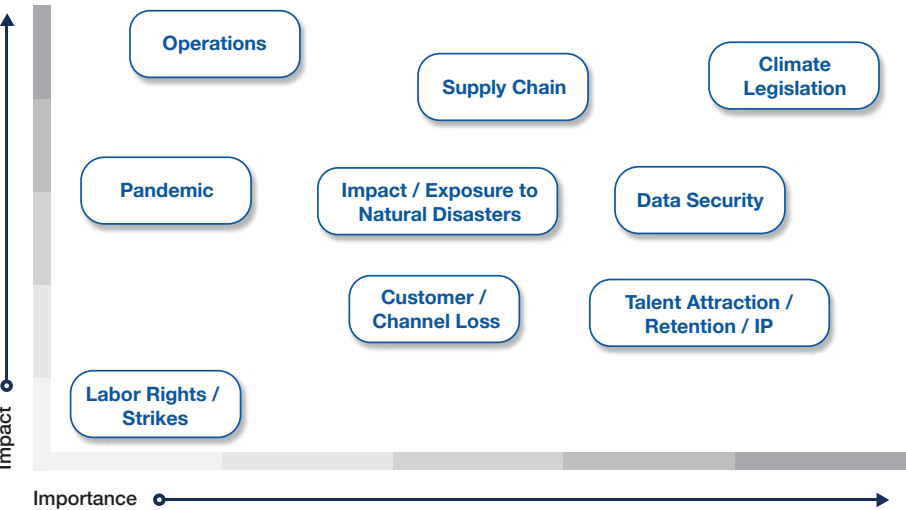 Operations
Supply Chain
Climate
Legislation
Pandemic
Impact / Exposure to
Natural Disasters
Data Security
Customer /
Channel Loss
Talent Attraction /
Retention / IP
Labor Rights /
Strikes
Impact
Importance